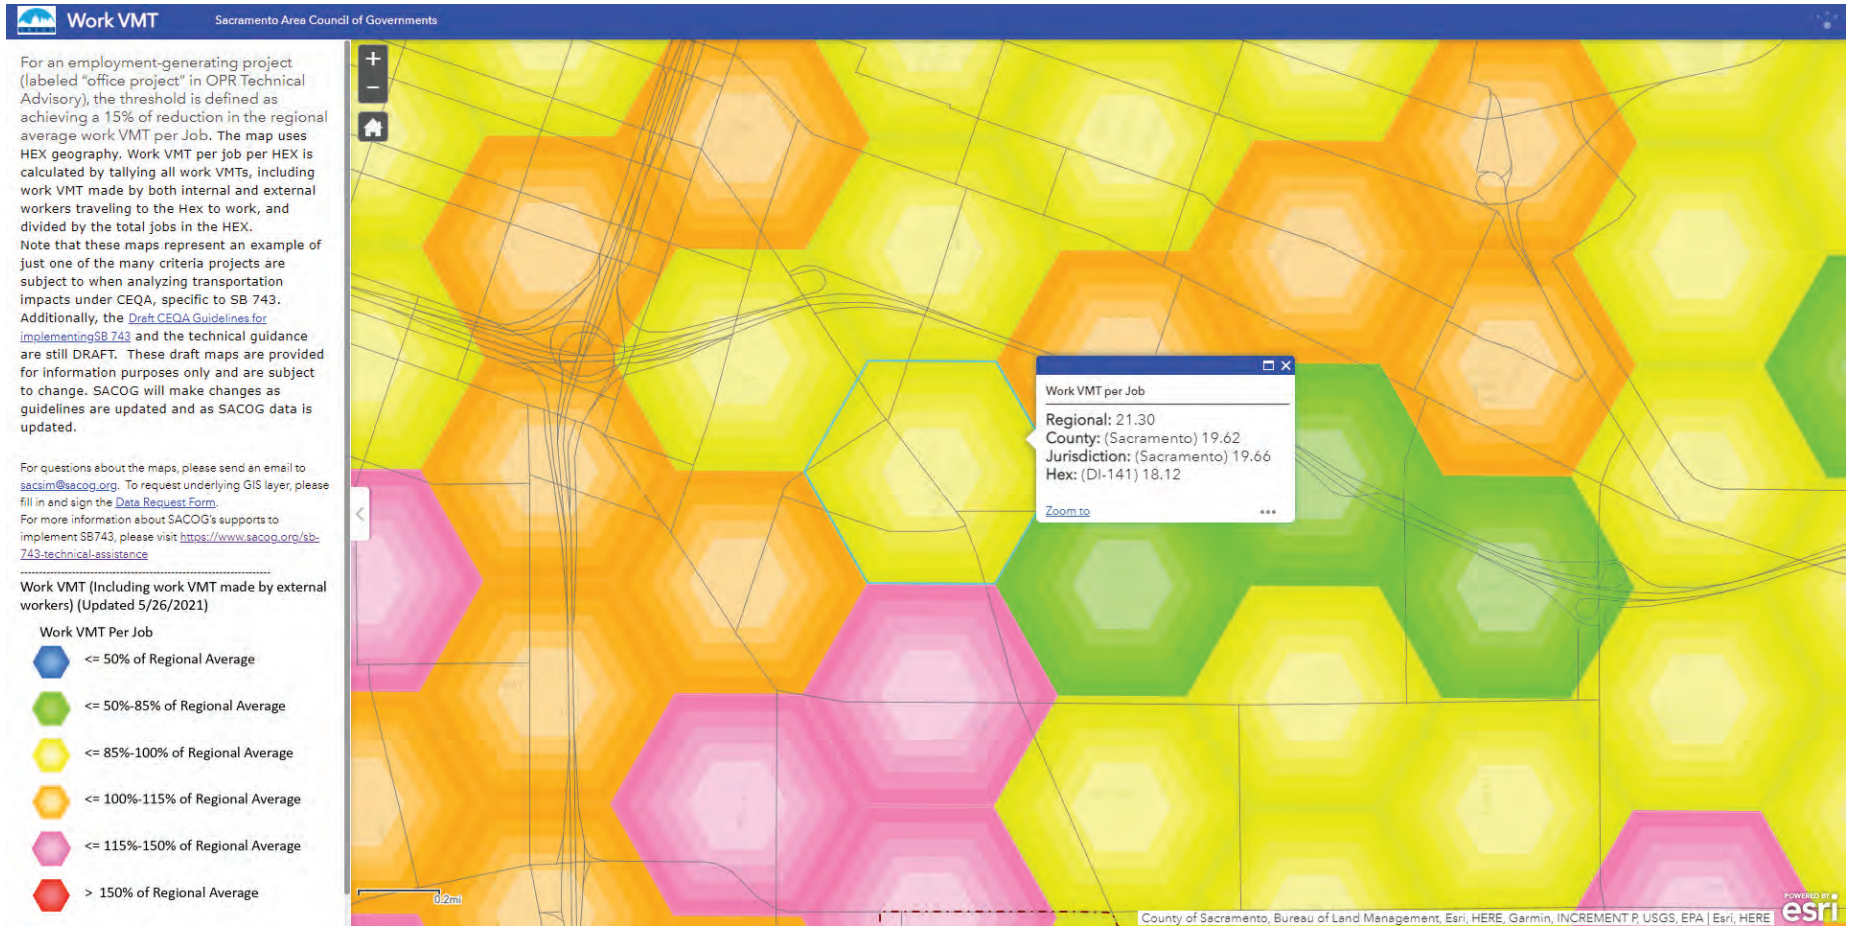 Work VMT
Sacramento Area Council of Governments
For an employment-generating project
(labeled "office project" in OPR Technical
Advisory), the threshold is defined as
achieving a 15% of reduction in the regional
average work VMT per Job. The map uses
HEX geography. Work VMT per job per HEX is
calculated by tallying all work VMTs, including
work VMT made by both internal and external
workers traveling to the Hex to work, and
divided by the total jobs in the HEX.
Note that these maps represent an example of
just one of the many criteria projects are
subject to when analyzing transportation
impacts under CEQA, specific to SB 743.
Additionally, the Draft CEQA Guidelines for
implementingSB 743 and the technical guidance
are still DRAFT. These draft maps are provided
for information purposes only and are subject
to change. SACOG will make changes as
guidelines are updated and as SACOG data is
updated.
For questions about the maps, please send an email to
sacsim@sacog.org. To request underlying GIS layer, please
fill in and sign the Data Request Form.
For more information about SACOG's supports to
implement SB743, please visit https://www.sacog.org/sb-
743-technical-assistance
Work VMT (Including work VMT made by external
workers) (Updated 5/26/2021)
Work VMT Per Job
<= 50% of Regional Average
<= 50%-85% of Regional Average
<= 85%-100% of Regional Average
<= 100%-115% of Regional Average
<= 115%-150% of Regional Average
> 150% of Regional Average
Work VMT per Job
Regional: 21.30
County: (Sacramento) 19.62
Jurisdiction: (Sacramento) 19.66
Hex: (DI-141) 18.12
Zoom to
0.2mi
County of Sacramento, Bureau of Land Management, Esri, HERE, Garmin, INCREMENT P, USGS, EPA | Esri, HERE
POWERED BY
esri